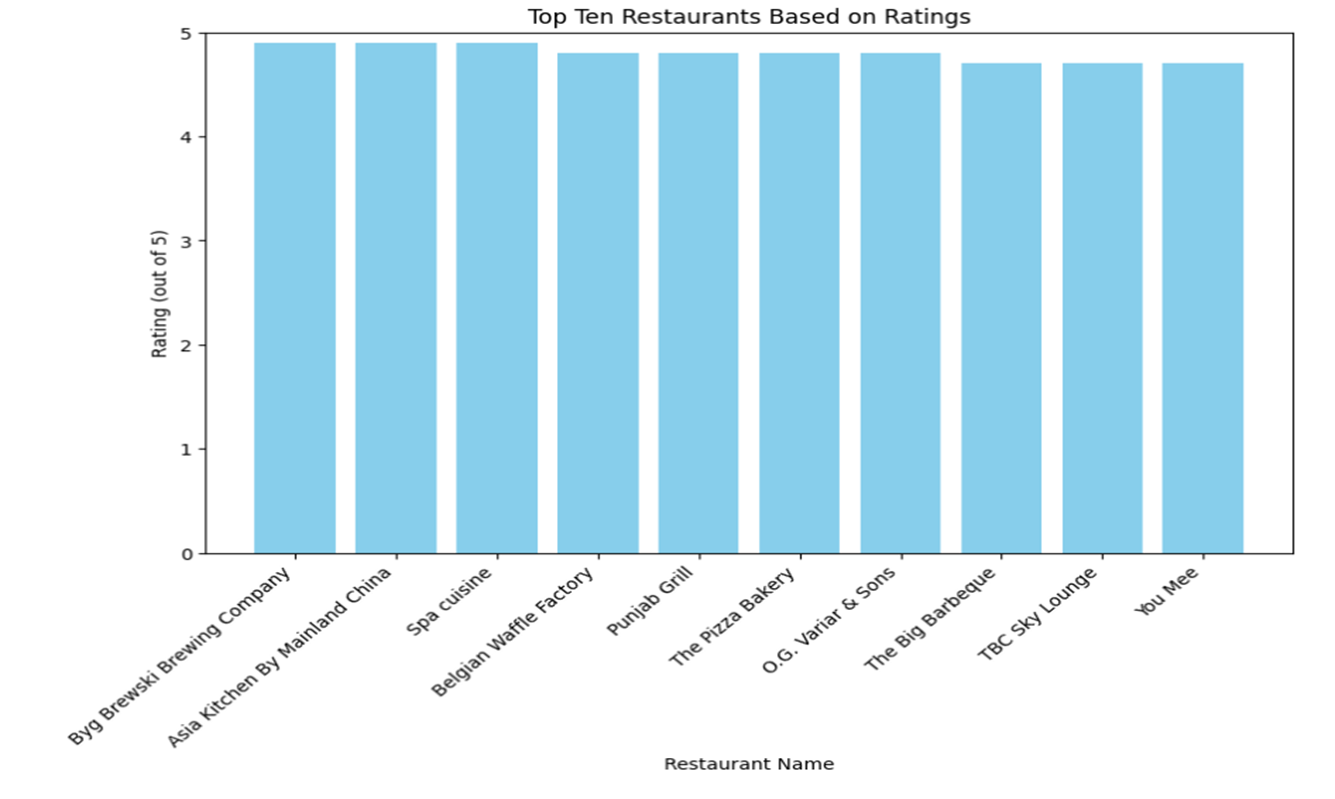 Top Ten Restaurants Based on Ratings
Rating (out of 5)
5
4
3
2
1
0
Byg Brewski Brewing Company
Asia Kitchen By Mainland China
Spa cuisine
Belgian Waffle Factory
Punjab Grill
The Pizza Bakery
O.G. Variar & Sons
The Big Barbeque
TBC Sky Lounge
You Mee
Restaurant Name